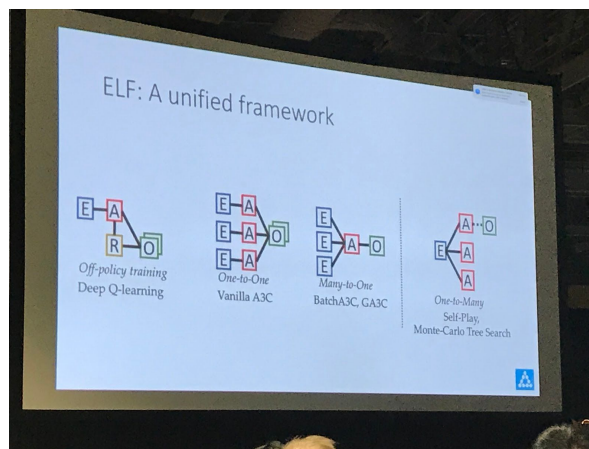 ELF: A unified framework
E A
R O
Off-policy training
Deep Q-learning
E A
E A O
E A
One-to-One
Vanilla A3C
E
E A O
E
Many-to-One
BatchA3C, GA3C
A O
E A
A
One-to-Many
Self-Play,
Monte-Carlo Tree Search